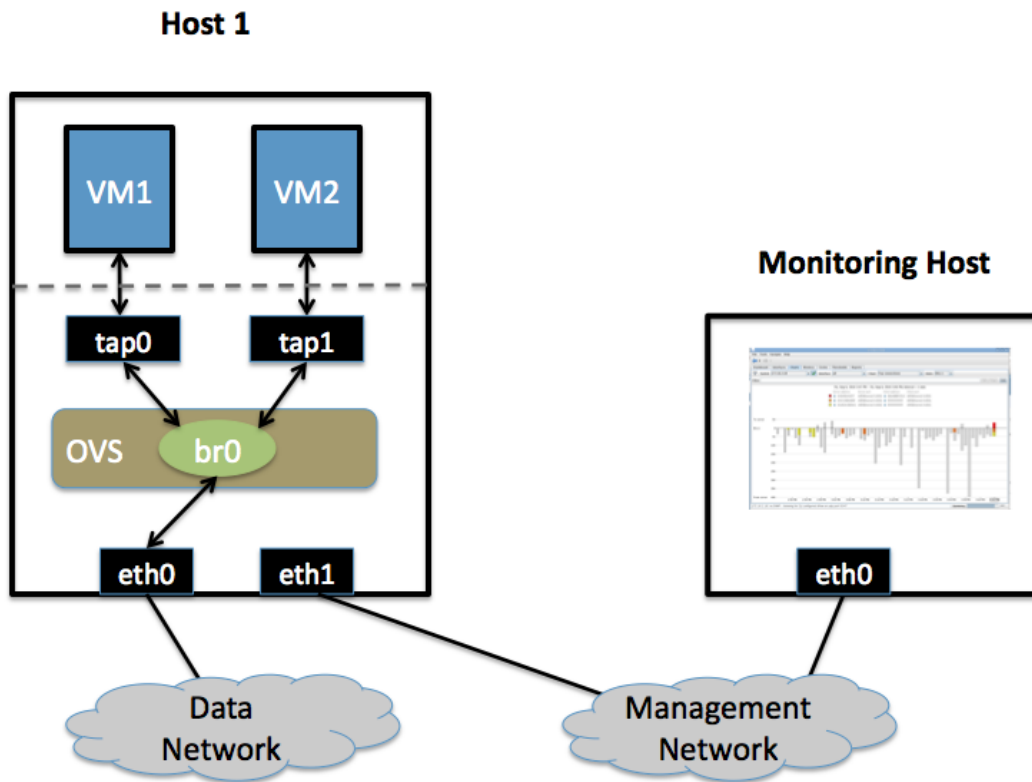 Host 1
VM1
VM2
Monitoring Host
tap0
tap1
OVS
br0
eth0
eth1
eth0
Data
Network
Management
Network